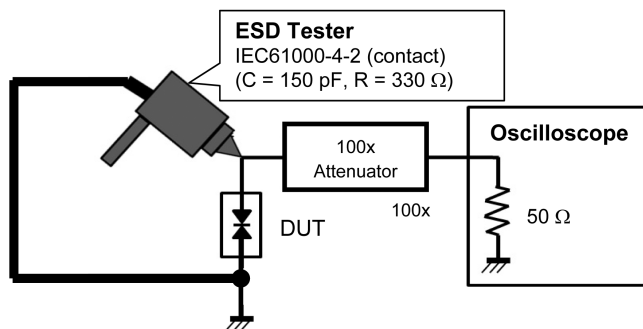 ESD Tester
IEC61000-4-2 (contact)
(C = 150 pF, R = 330 Ω)
100x
Attenuator
100x
Oscilloscope
50 Ω
DUT